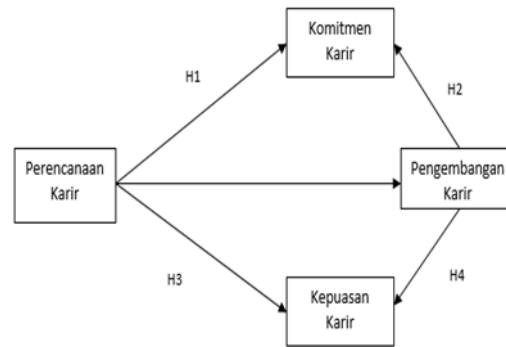 Komitmen
Karir
H1
H2
Perencanaan
Karir
Pengembangan
Karir
H3
H4
Kepuasan
Karir